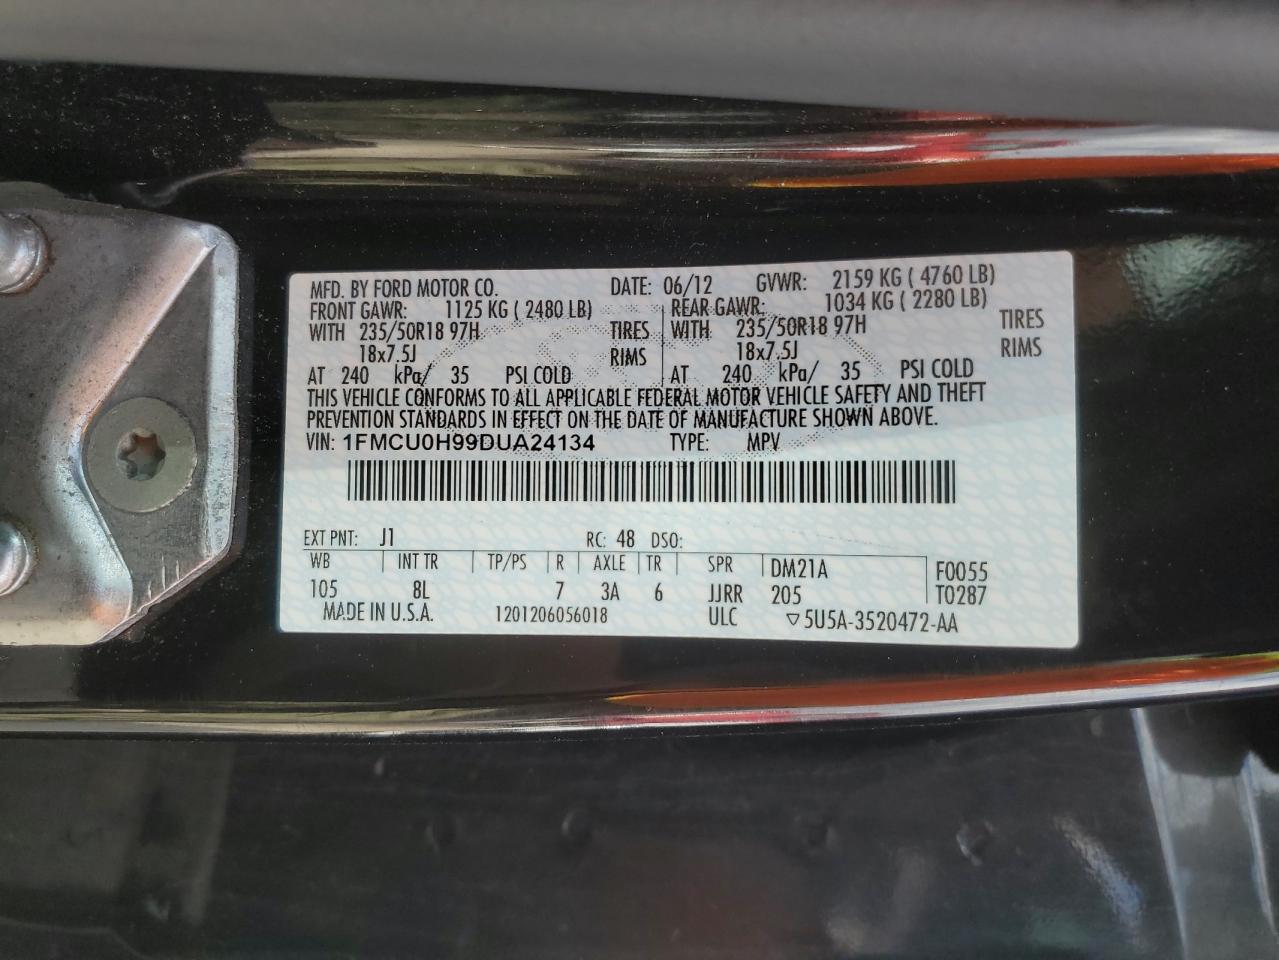 MFD. BY FORD MOTOR CO. DATE: 06/12 GVWR: 2159 KG ( 4760 LB)
FRONT GAWR: 1125 KG ( 2480 LB) REAR GAWR: 1034 KG ( 2280 LB)
WITH 235/50R18 97H TIRES WITH 235/50R18 97H TIRES
18x7.5J RIMS 18x7.5J RIMS
AT 240 kPa/ 35 PSI COLD AT 240 kPa/ 35 PSI COLD
THIS VEHICLE CONFORMS TO ALL APPLICABLE FEDERAL MOTOR VEHICLE SAFETY AND THEFT
PREVENTION STANDARDS IN EFFECT ON THE DATE OF MANUFACTURE SHOWN ABOVE.
VIN: 1FMCU0H99DUA24134 TYPE: MPV
EXT PNT: J1 RC: 48 DSO:
WB INT TR TP/PS R AXLE TR SPR DM21A F0055
105 8L 7 3A 6 JJRR 205 T0287
MADE IN U.S.A. 1201206056018 ULC ▽5U5A-3520472-AA